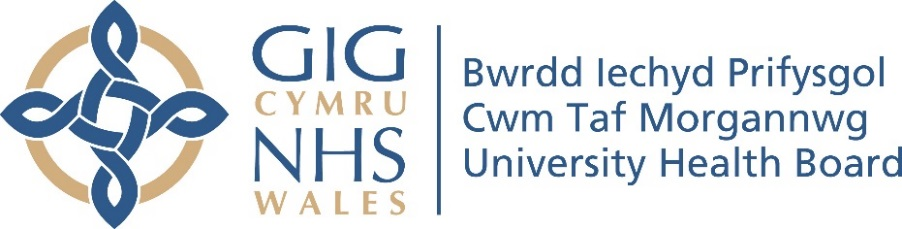 GIG
CYMRU
NHS
WALES
Bwrdd Iechyd Prifysgol
Cwm Taf Morgannwg
University Health Board